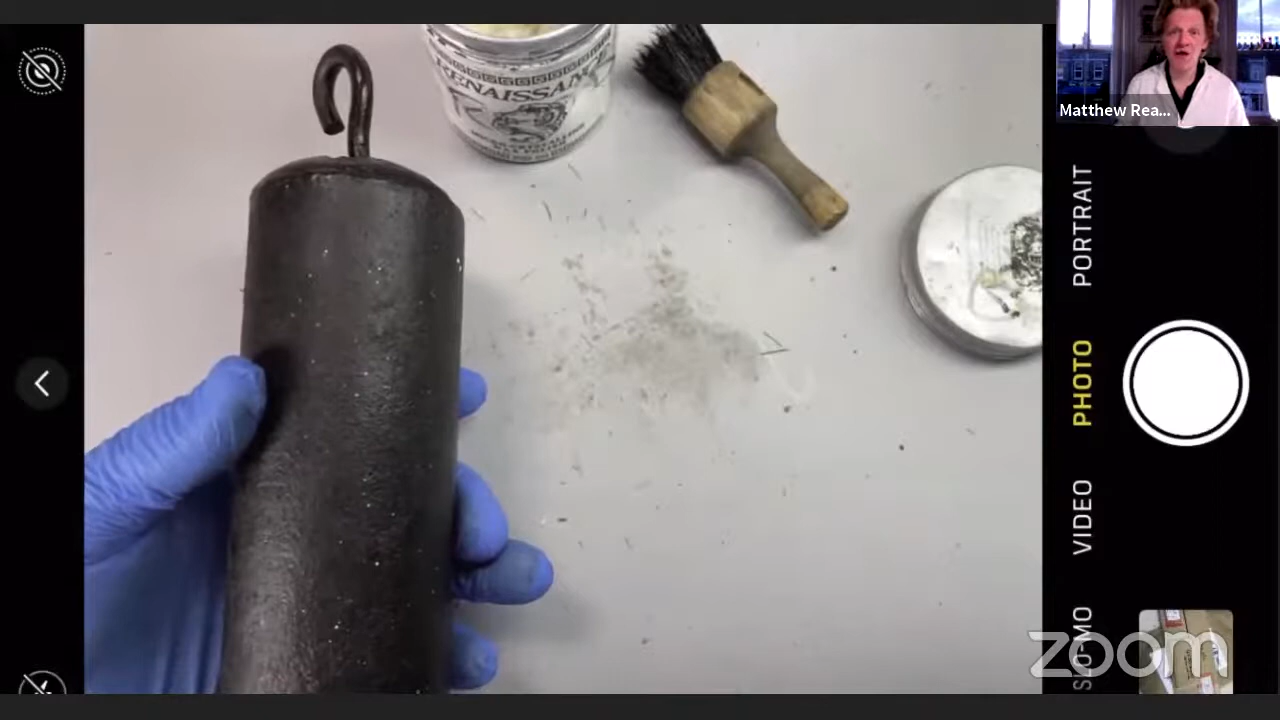 Matthew Rea...
RENAISSANCE
PORTRAIT
PHOTO
VIDEO
SLO-MO
zoom